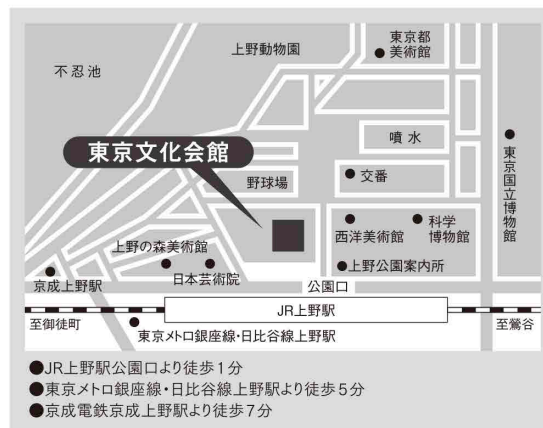 不忍池
上野動物園
東京都
美術館
噴水
東京文化会館
野球場
交番
東京国立博物館
西洋美術館
科学
博物館
上野の森美術館
日本芸術院
上野公園案内所
京成上野駅
公園口
JR上野駅
至御徒町
至鶯谷
東京メトロ銀座線・日比谷線上野駅
●JR上野駅公園口より徒歩1分
●東京メトロ銀座線・日比谷線上野駅より徒歩5分
●京成電鉄京成上野駅より徒歩7分